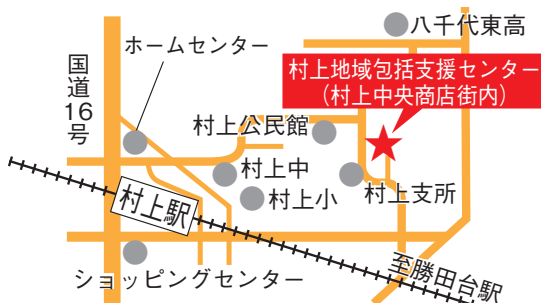 八千代東高
ホームセンター
国道16号
村上地域包括支援センター
（村上中央商店街内）
村上公民館
村上中
村上支所
村上小
村上駅
至勝田台駅
ショッピングセンター